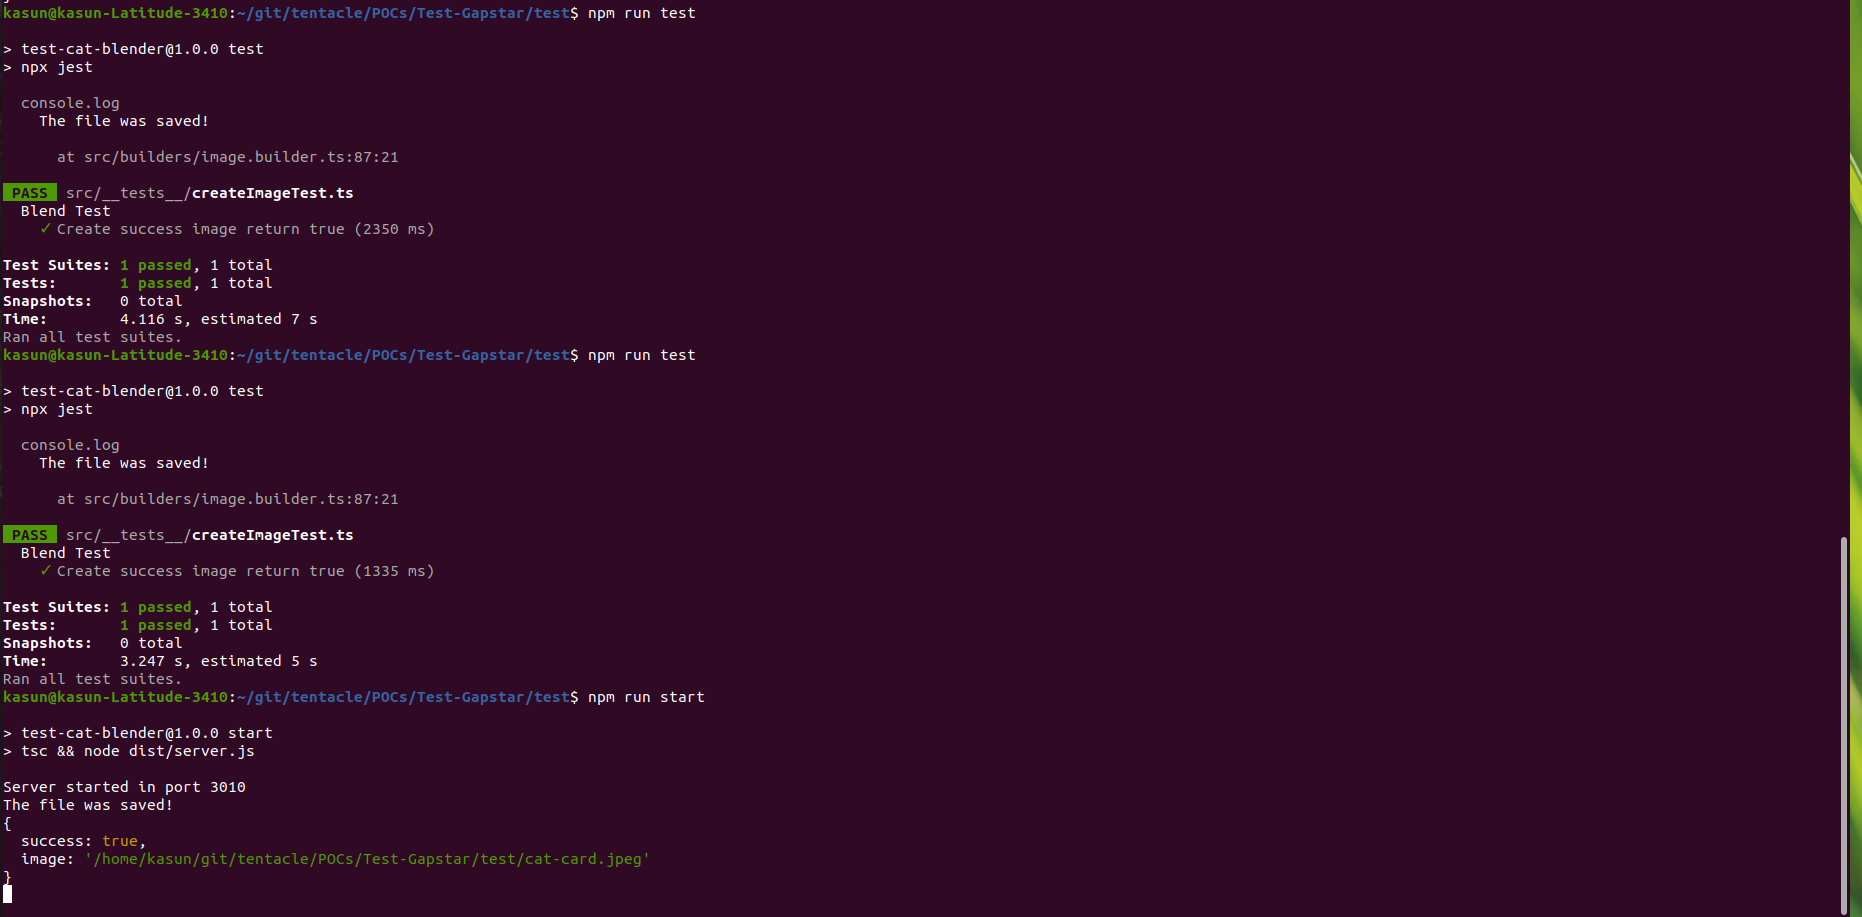 kasun@kasun-Latitude-3410:~/git/tentacle/POCs/Test-Gapstar/test$ npm run test
> test-cat-blender@1.0.0 test
> npx jest
console.log
The file was saved!
at src/builders/image.builder.ts:87:21
PASS src/__tests__/createImageTest.ts
Blend Test
✓ Create success image return true (2350 ms)
Test Suites: 1 passed, 1 total
Tests: 1 passed, 1 total
Snapshots: 0 total
Time: 4.116 s, estimated 7 s
Ran all test suites.
kasun@kasun-Latitude-3410:~/git/tentacle/POCs/Test-Gapstar/test$ npm run test
> test-cat-blender@1.0.0 test
> npx jest
console.log
The file was saved!
at src/builders/image.builder.ts:87:21
PASS src/__tests__/createImageTest.ts
Blend Test
✓ Create success image return true (1335 ms)
Test Suites: 1 passed, 1 total
Tests: 1 passed, 1 total
Snapshots: 0 total
Time: 3.247 s, estimated 5 s
Ran all test suites.
kasun@kasun-Latitude-3410:~/git/tentacle/POCs/Test-Gapstar/test$ npm run start
> test-cat-blender@1.0.0 start
> tsc && node dist/server.js
Server started in port 3010
The file was saved!
{
success: true,
image: '/home/kasun/git/tentacle/POCs/Test-Gapstar/test/cat-card.jpeg'
}